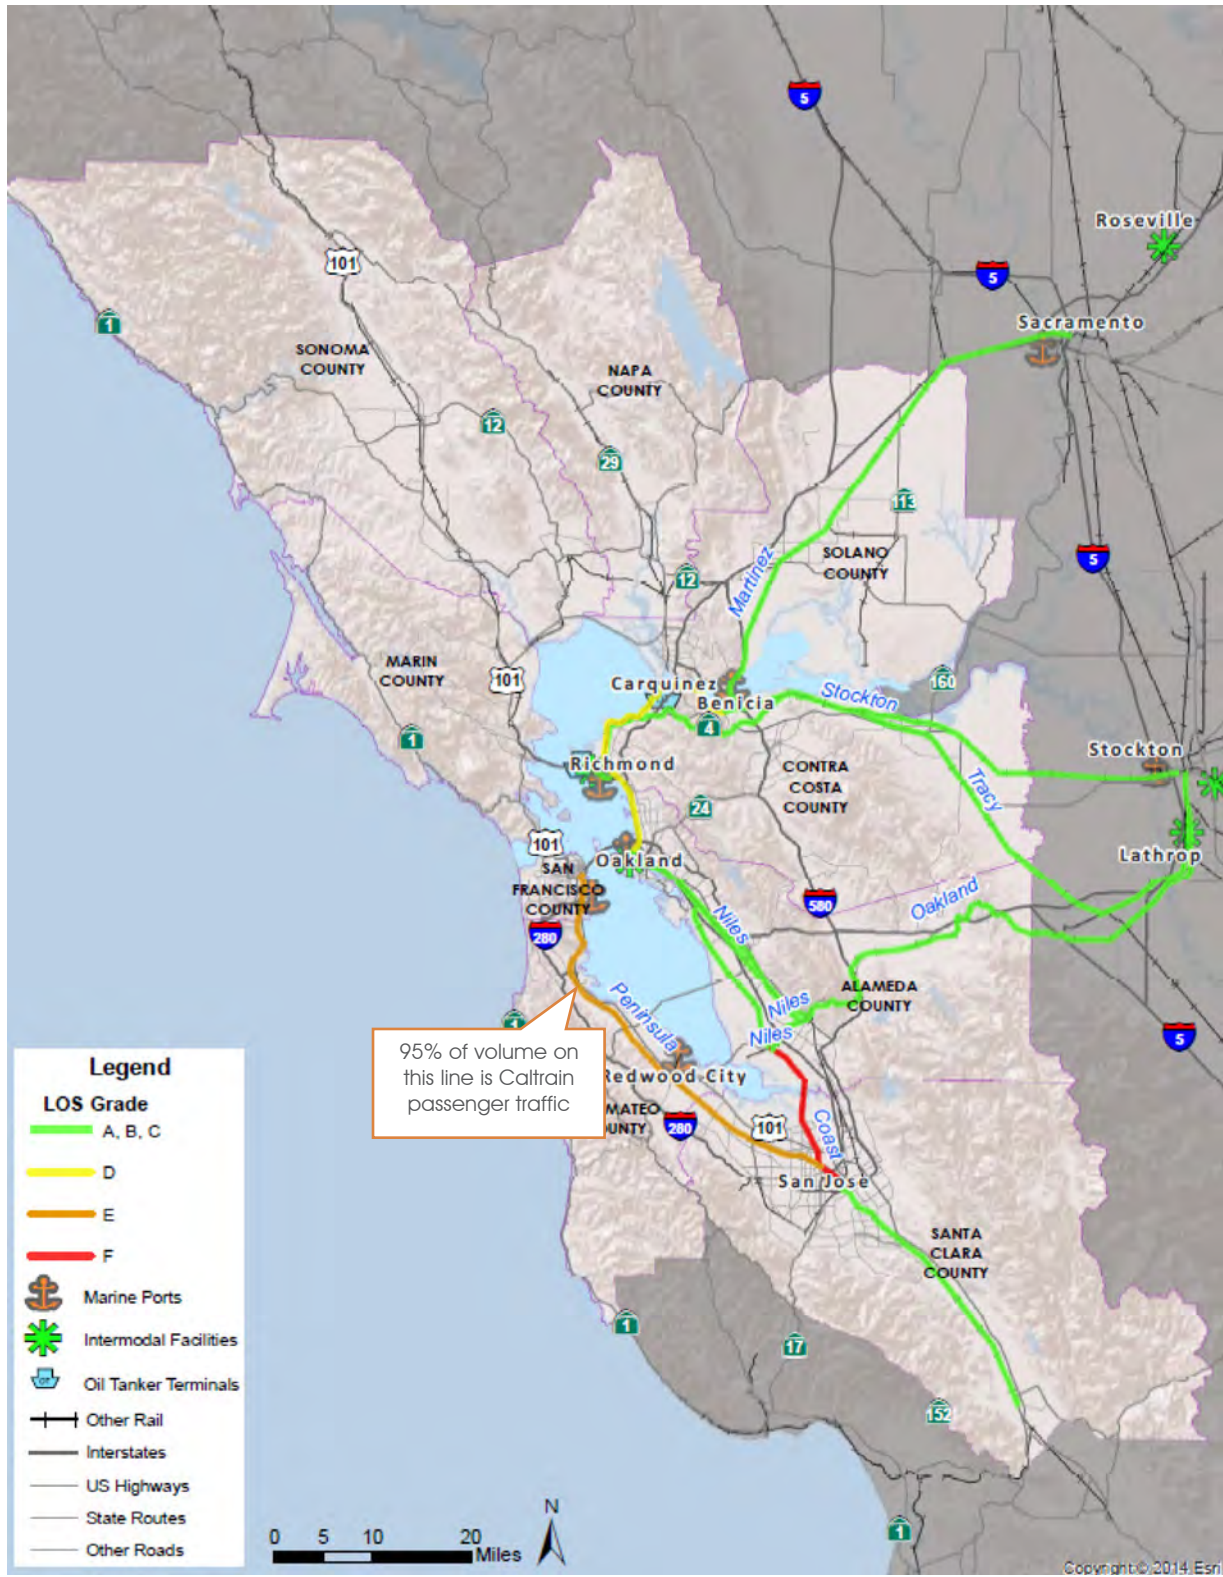 5
Roseville
5
101
Sacramento
1
SONOMA
COUNTY
NAPA
COUNTY
12
29
113
SOLANO
COUNTY
5
Martinez
12
MARIN
COUNTY
101
160
Carquinez
Benicia
Stockton
4
1
Stockton
Richmond
CONTRA
COSTA
COUNTY
Tracy
24
101
Oakland
Lathrop
SAN
FRANCISCO
COUNTY
580
Oakland
Niles
280
ALAMEDA
COUNTY
Niles
Peninsula
1
Niles
5
95% of volume on
this line is Caltrain
passenger traffic
Redwood City
MATEO
OUNTY
280
101
Coast
San Jose
SANTA
CLARA
COUNTY
1
17
152
1
Legend
LOS Grade
A, B, C
D
E
F
Marine Ports
Intermodal Facilities
OT
Oil Tanker Terminals
Other Rail
Interstates
US Highways
State Routes
Other Roads
N
0 5 10 20
Miles
Copyright © 2014 Esri